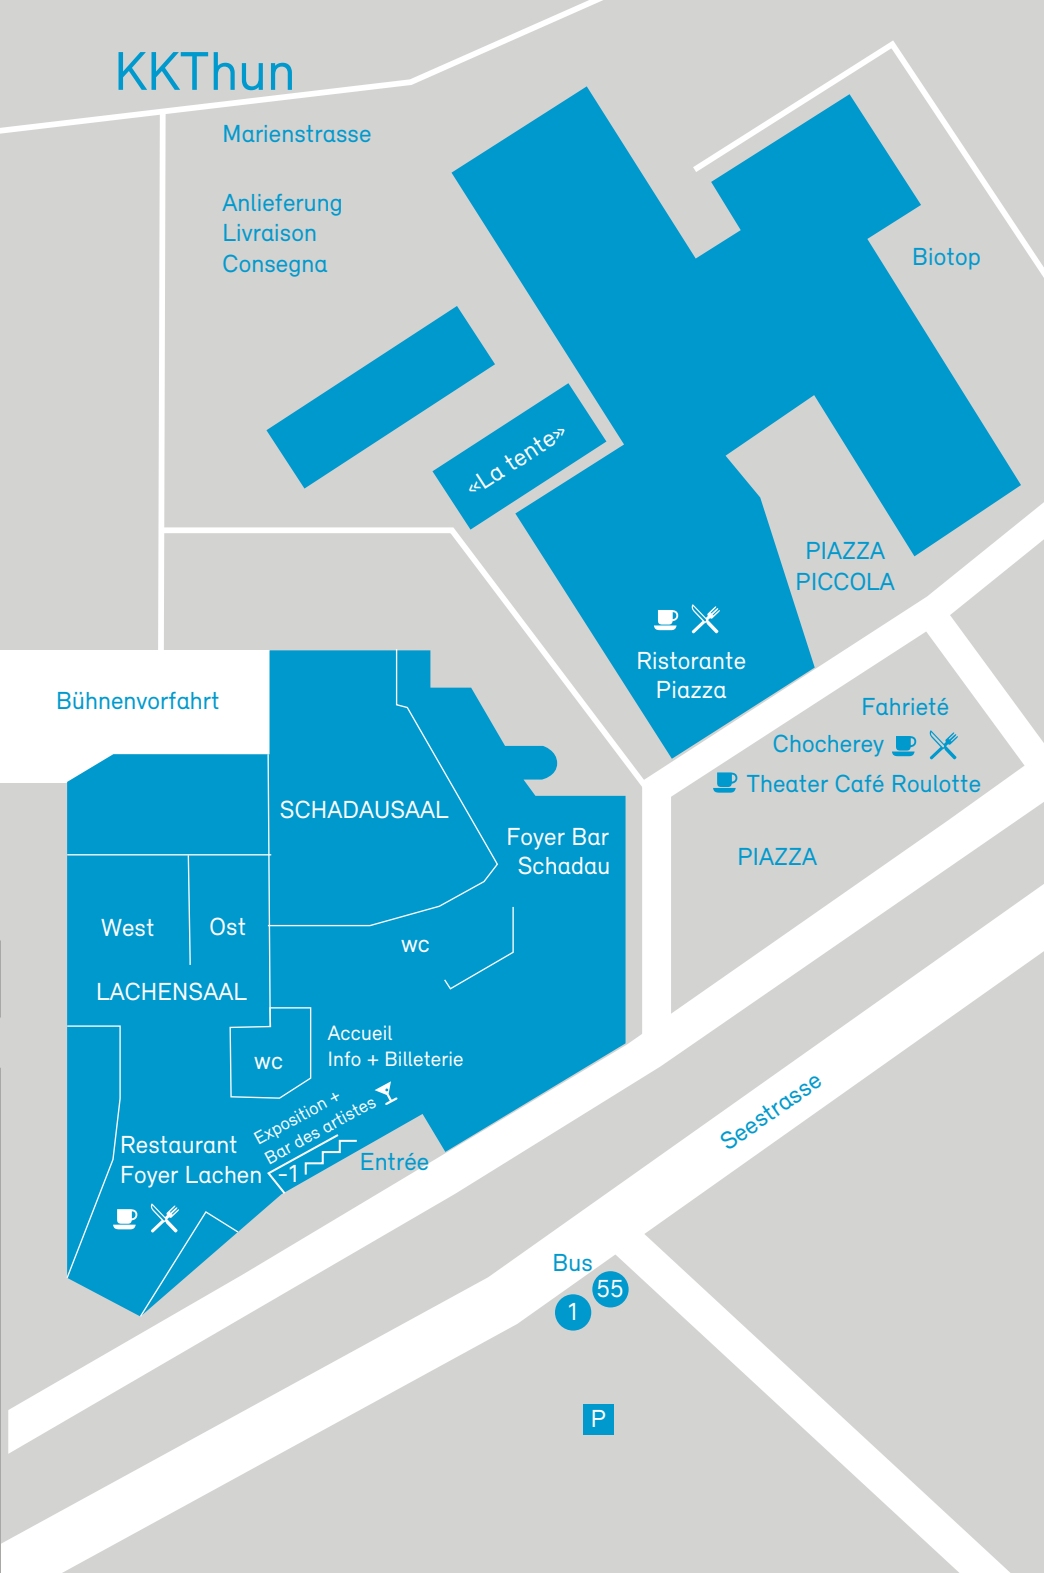 KKThun
Marienstrasse
Anlieferung
Livraison
Consegna
Biotop
«La tente»
PIAZZA
PICCOLA
Ristorante
Piazza
Bühnenvorfahrt
Fahrieté
Chocherey
Theater Café Roulotte
PIAZZA
SCHADAUSAAL
Foyer Bar
Schadau
West
Ost
wc
LACHENSAAL
Accueil
Info + Billeterie
wc
Exposition +
Bar des artistes
-1
Restaurant
Foyer Lachen
Entrée
Seestrasse
Bus
55
1
P